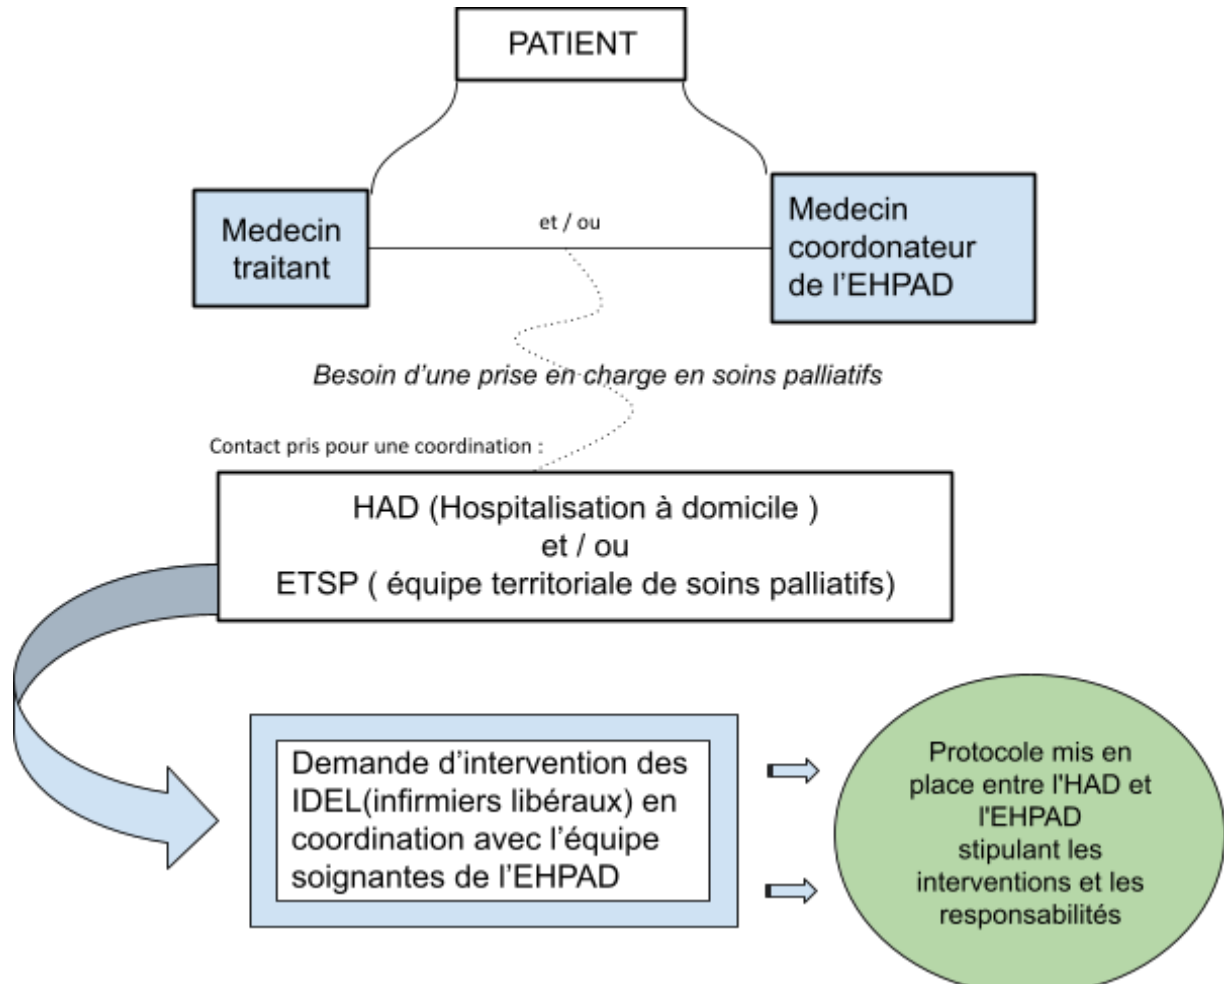 PATIENT
Medecin
traitant
et / ou
Medecin
coordonateur
de l'EHPAD
Besoin d'une prise en charge en soins palliatifs
Contact pris pour une coordination :
HAD (Hospitalisation à domicile )
et / ou
ETSP ( équipe territoriale de soins palliatifs)
Demande d'intervention des
IDEL(infirmiers libéraux) en
coordination avec l'équipe
soignantes de l'EHPAD
Protocole mis en
place entre l'HAD et
l'EHPAD
stipulant les
interventions et les
responsabilités